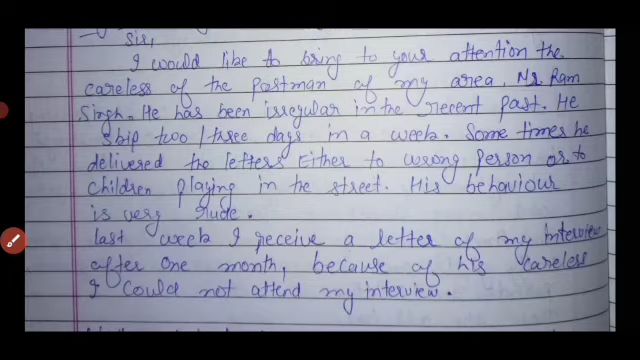 Sir,
I would like to bring to your attention the
careless of the Postman of my area, Mr Ram
Singh. He has been irregular in the recent past. He
skip two/three days in a week. Some times he
delivered the letters Either to wrong person or to
children playing in the street. His behaviour
is very rude.
last week I receive a letter of my interview
after one month, because of his careless
I could not attend my interview.